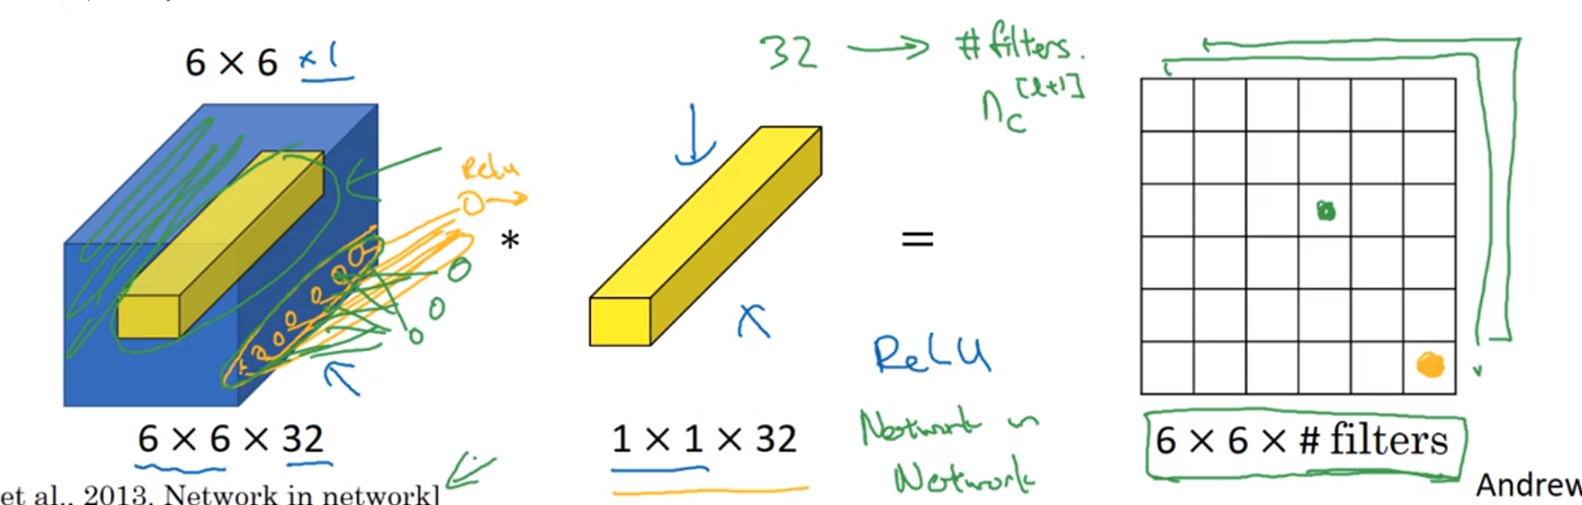 6 × 6 × 1
32 → # filters.
n_c^[l+1]
ReLU
*
=
ReLU
6 × 6 × 32
1 × 1 × 32
Network in
Network
6 × 6 × # filters
et al., 2013. Network in network]
Andrew